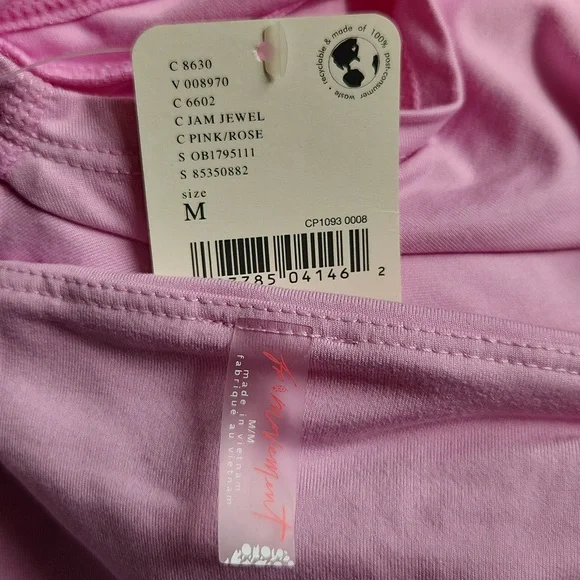 C 8630
V 008970
C 6602
C JAM JEWEL
C PINK/ROSE
S OB1795111
S 85350882
size
M
CP1093 0008
recyclable & made of 100% post-consumer waste
04146 2
M/M
made in vietnam
fabriqué au vietnam